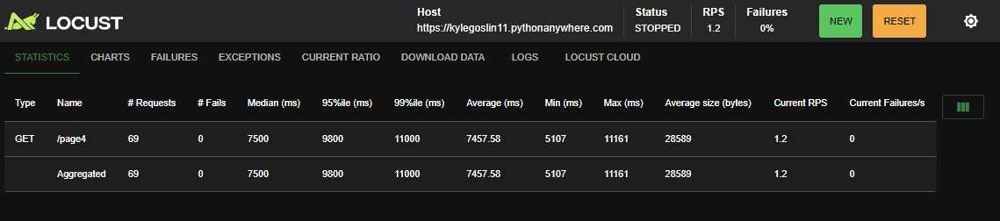 LOCUST
Host
https://kylegoslin11.pythonanywhere.com
Status
STOPPED
RPS
1.2
Failures
0%
NEW
RESET
STATISTICS CHARTS FAILURES EXCEPTIONS CURRENT RATIO DOWNLOAD DATA LOGS LOCUST CLOUD
Type Name # Requests # Fails Median (ms) 95%ile (ms) 99%ile (ms) Average (ms) Min (ms) Max (ms) Average size (bytes) Current RPS Current Failures/s
GET /page4 69 0 7500 9800 11000 7457.58 5107 11161 28589 1.2 0
Aggregated 69 0 7500 9800 11000 7457.58 5107 11161 28589 1.2 0